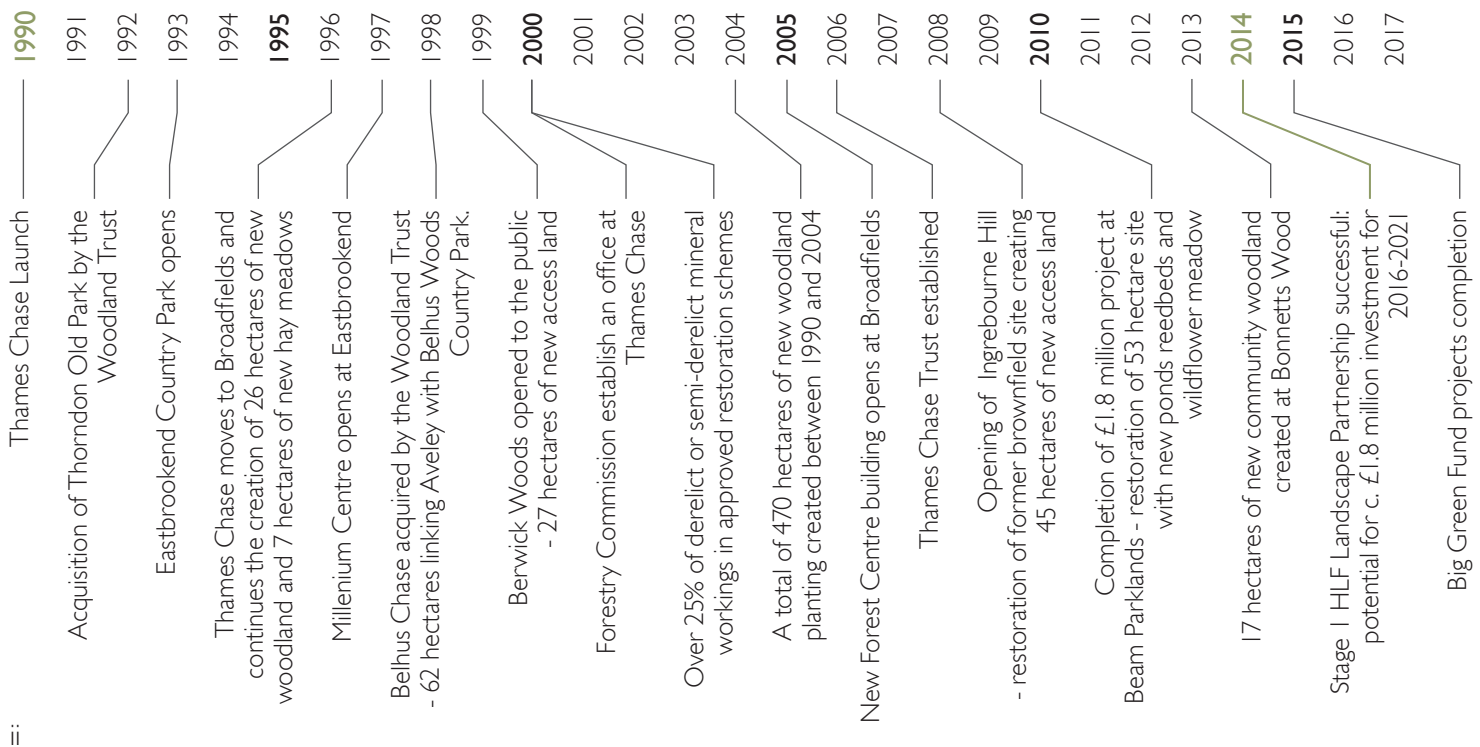 1990
1991
1992
1993
1994
1995
1996
1997
1998
1999
2000
2001
2002
2003
2004
2005
2006
2007
2008
2009
2010
2011
2012
2013
2014
2015
2016
2017
Thames Chase Launch
Acquisition of Thorndon Old Park by the
Woodland Trust
Eastbrookend Country Park opens
Thames Chase moves to Broadfields and
continues the creation of 26 hectares of new
woodland and 7 hectares of new hay meadows
Millenium Centre opens at Eastbrookend
Belhus Chase acquired by the Woodland Trust
- 62 hectares linking Aveley with Belhus Woods
Country Park.
Berwick Woods opened to the public
- 27 hectares of new access land
Forestry Commission establish an office at
Thames Chase
Over 25% of derelict or semi-derelict mineral
workings in approved restoration schemes
A total of 470 hectares of new woodland
planting created between 1990 and 2004
New Forest Centre building opens at Broadfields
Thames Chase Trust established
Opening of Ingrebourne Hill
- restoration of former brownfield site creating
45 hectares of new access land
Completion of £1.8 million project at
Beam Parklands - restoration of 53 hectare site
with new ponds reedbeds and
wildflower meadow
17 hectares of new community woodland
created at Bonnetts Wood
Stage 1 HLF Landscape Partnership successful:
potential for c. £1.8 million investment for
2016-2021
Big Green Fund projects completion